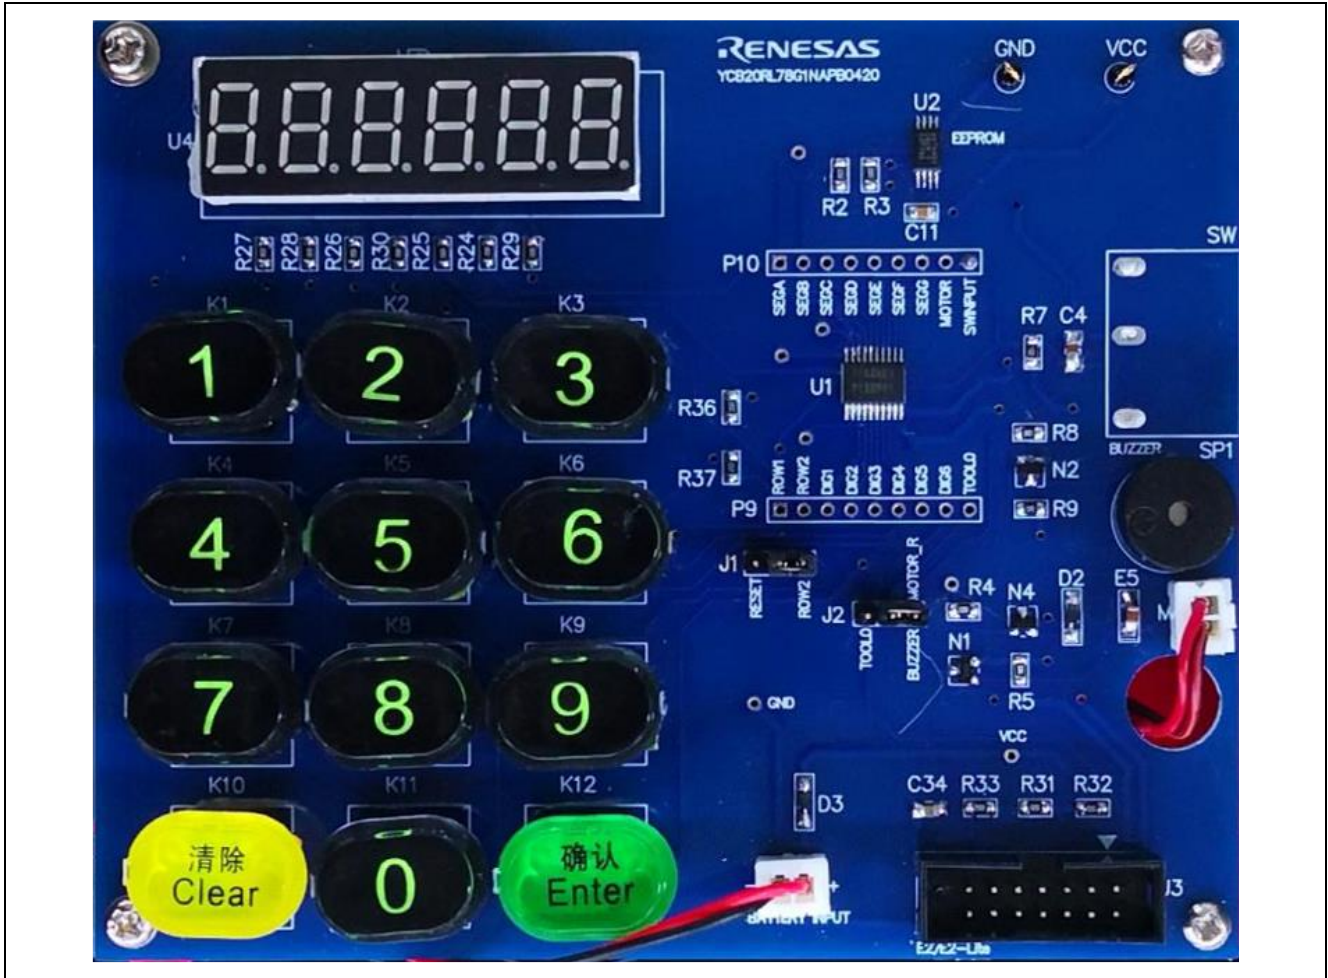 RENESAS
YCB20RL78G1NAPB0420
GND
VCC
U2
EEPROM
U4
R2
R3
C11
SW
R27
R28
R26
R30
R25
R24
R29
P10
SEGA
SEGB
SEGC
SEGD
SEGE
SEGF
SEGG
MOTOR
SWINPUT
K1
K2
K3
1
2
3
R7
C4
U1
R36
R8
BUZZER
SP1
K4
K5
K6
R37
ROW1
ROW2
DIG1
DIG2
DIG3
DIG4
DIG5
DIG6
TOOL0
N2
P9
R9
4
5
6
J1
RESET
ROW2
J2
TOOL0
BUZZER
MOTOR_R
R4
N4
D2
E5
M
K7
K8
K9
N1
R5
7
8
9
GND
VCC
K10
K11
K12
D3
C34
R33
R31
R32
清除
Clear
0
确认
Enter
- +
BATTERY INPUT
J3
E2/E2-Lite